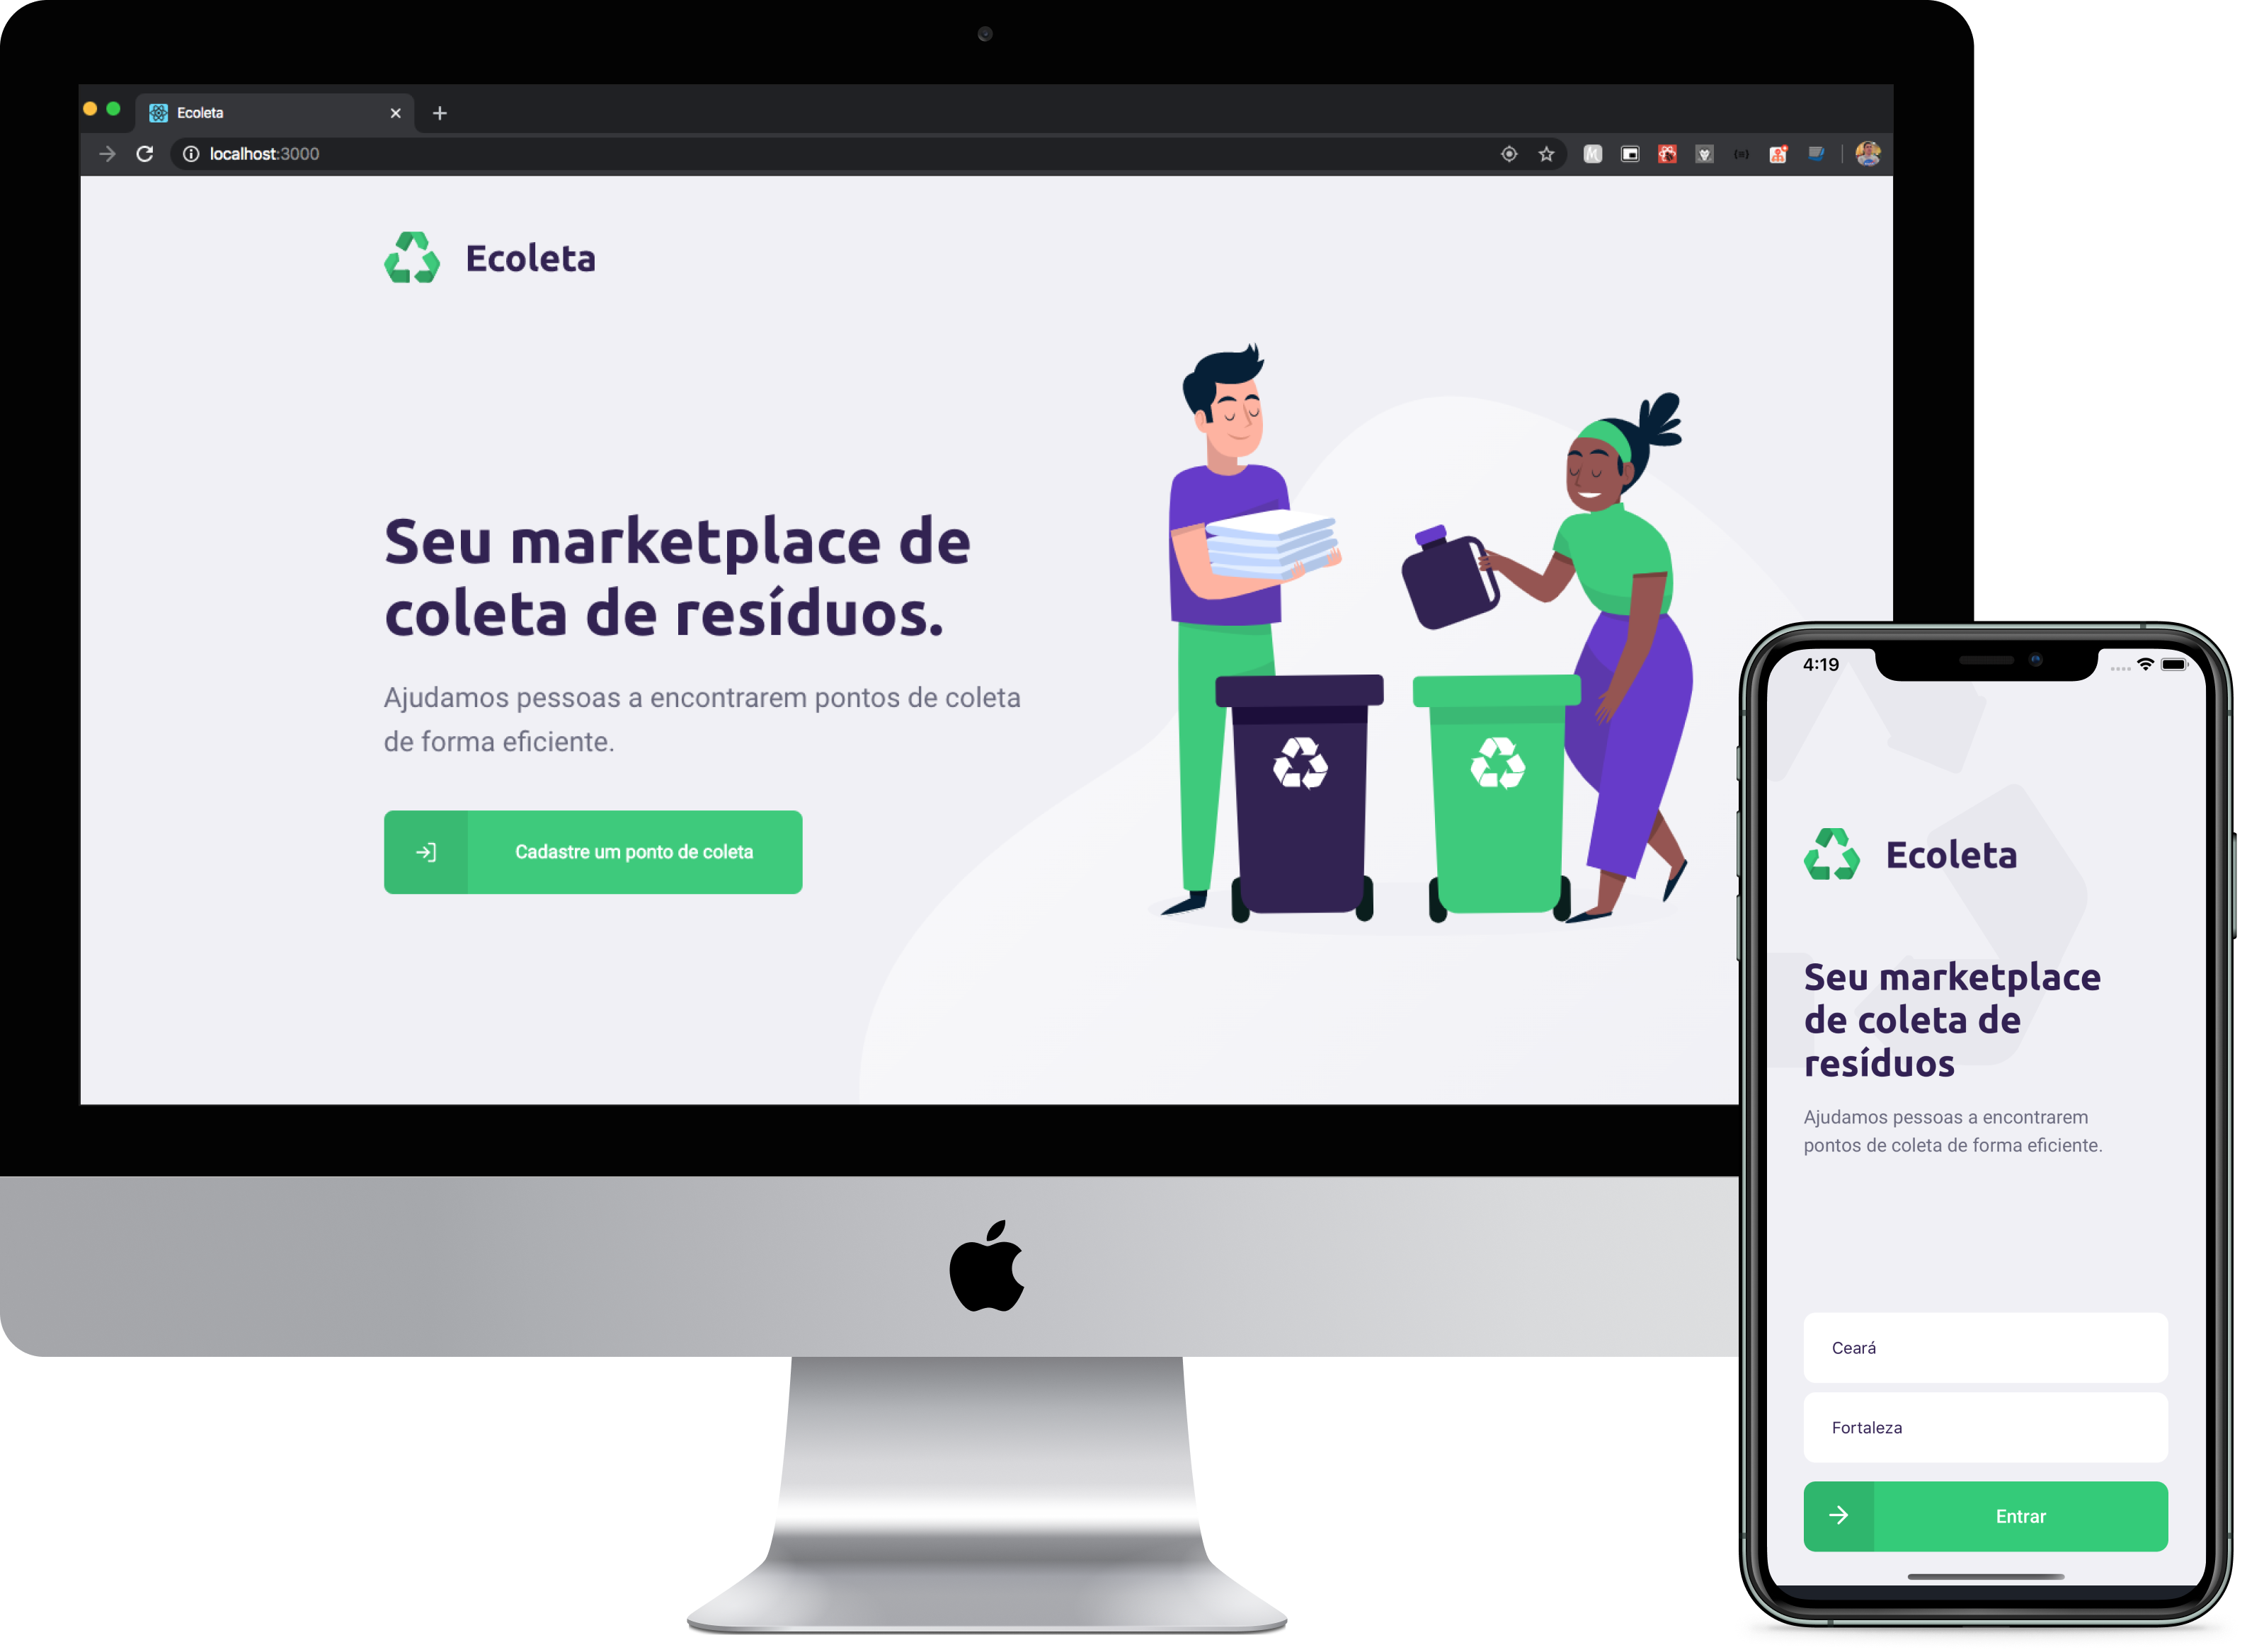 Ecoleta
localhost:3000
Ecoleta
Seu marketplace de
coleta de resíduos.
Ajudamos pessoas a encontrarem pontos de coleta
de forma eficiente.
Cadastre um ponto de coleta
4:19
Ecoleta
Seu marketplace
de coleta de
resíduos
Ajudamos pessoas a encontrarem
pontos de coleta de forma eficiente.
Ceará
Fortaleza
Entrar